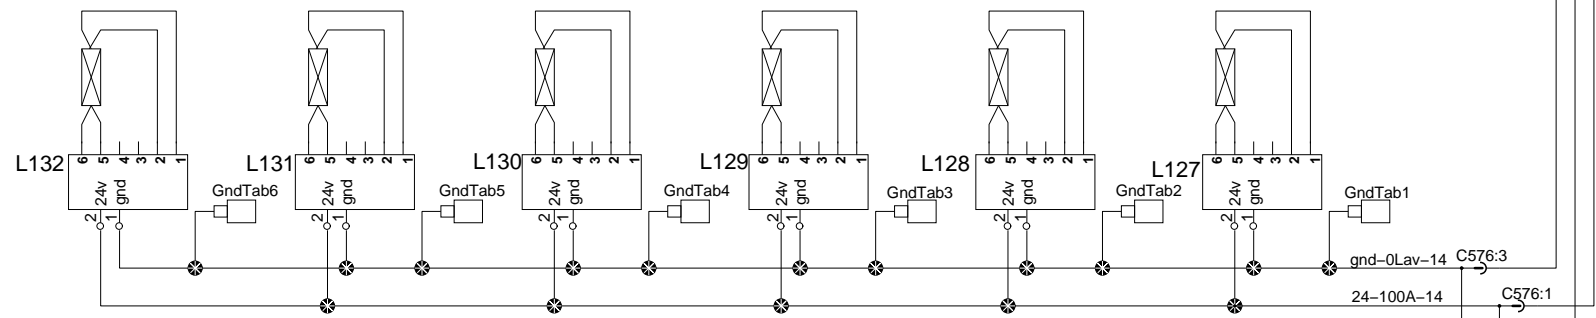 L132 6 5 4 3 2 1
24v gnd
2 1
GndTab6
L131 6 5 4 3 2 1
24v gnd
2 1
GndTab5
L130 6 5 4 3 2 1
24v gnd
2 1
GndTab4
L129 6 5 4 3 2 1
24v gnd
2 1
GndTab3
L128 6 5 4 3 2 1
24v gnd
2 1
GndTab2
L127 6 5 4 3 2 1
24v gnd
2 1
GndTab1
gnd–0Lav–14 C576:3
24–100A–14 C576:1